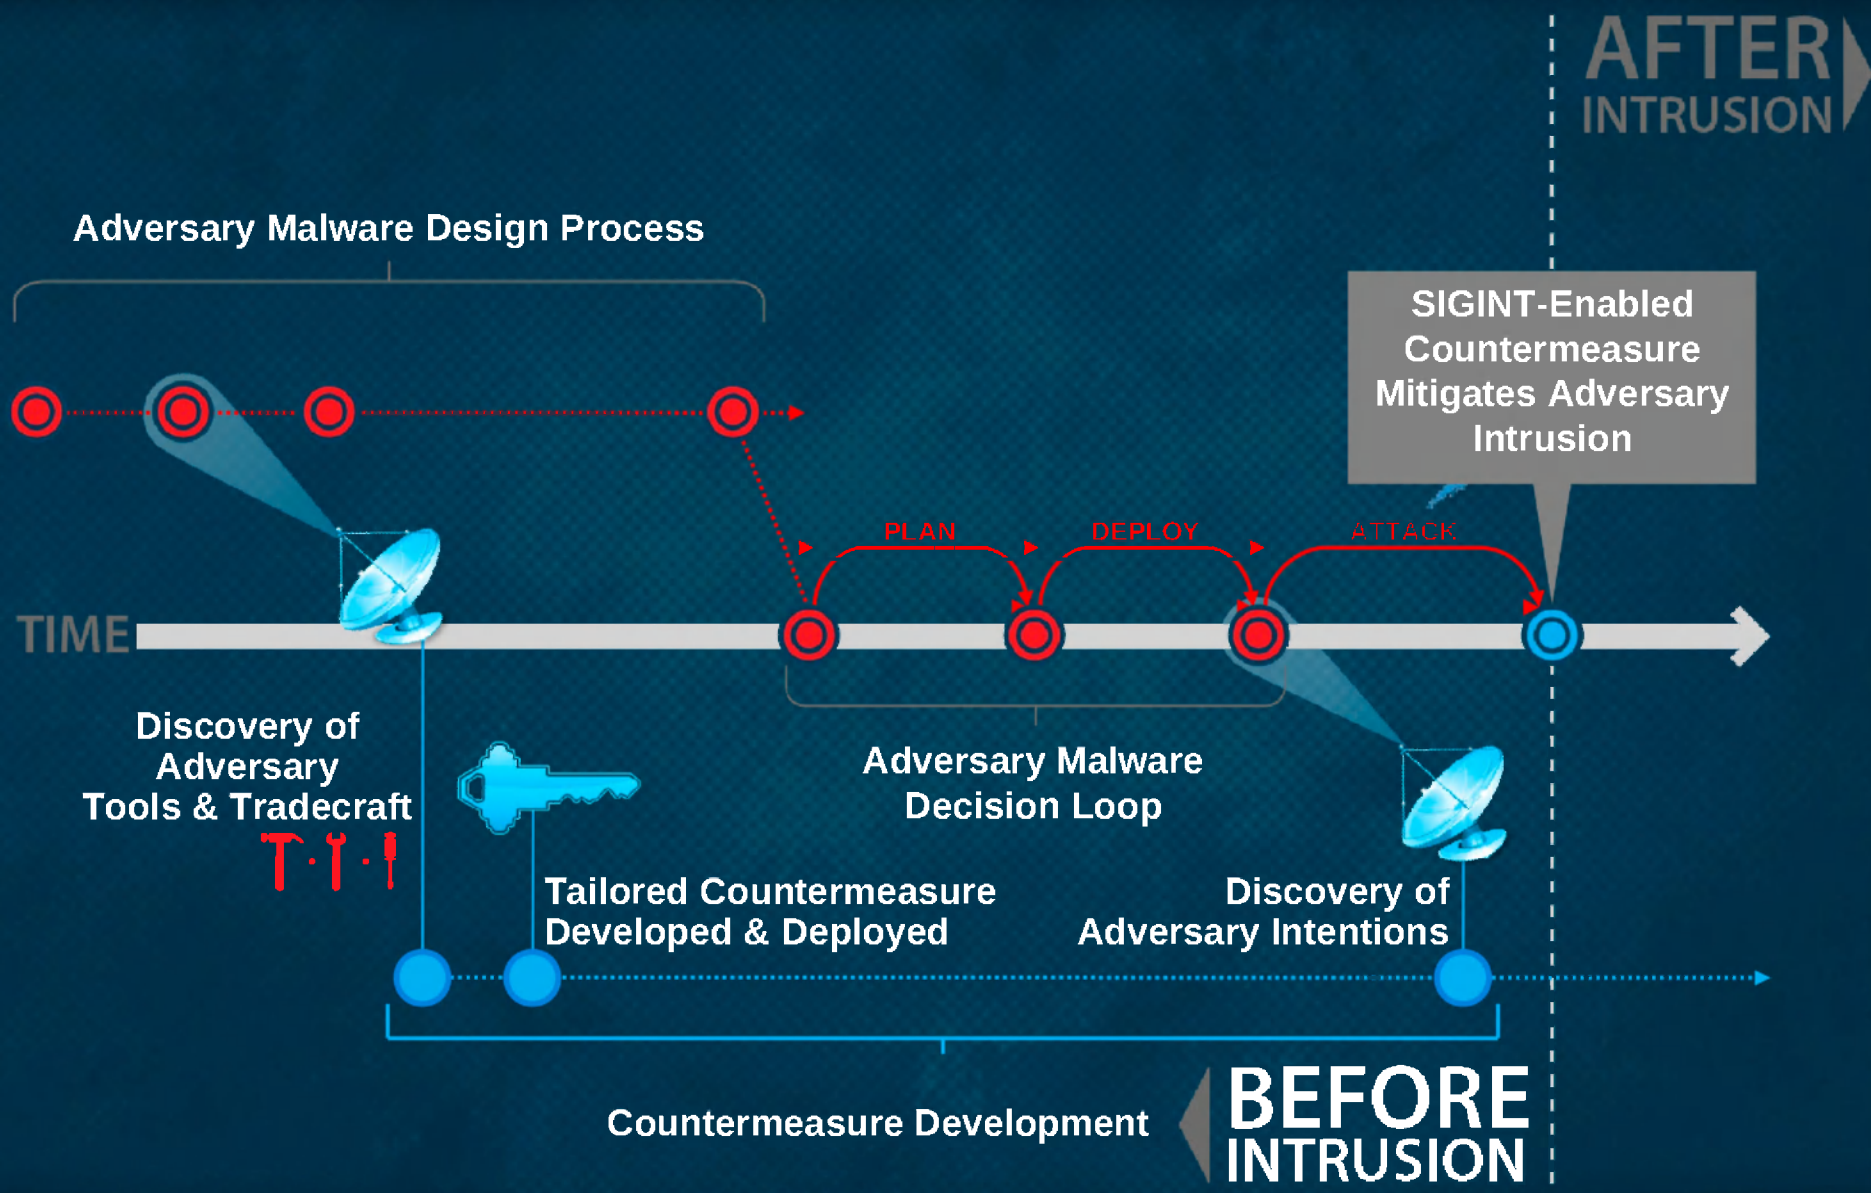 AFTER
INTRUSION
Adversary Malware Design Process
SIGINT-Enabled
Countermeasure
Mitigates Adversary
Intrusion
PLAN
DEPLOY
ATTACK
TIME
Discovery of
Adversary
Tools & Tradecraft
Adversary Malware
Decision Loop
Tailored Countermeasure
Developed & Deployed
Discovery of
Adversary Intentions
Countermeasure Development
BEFORE
INTRUSION